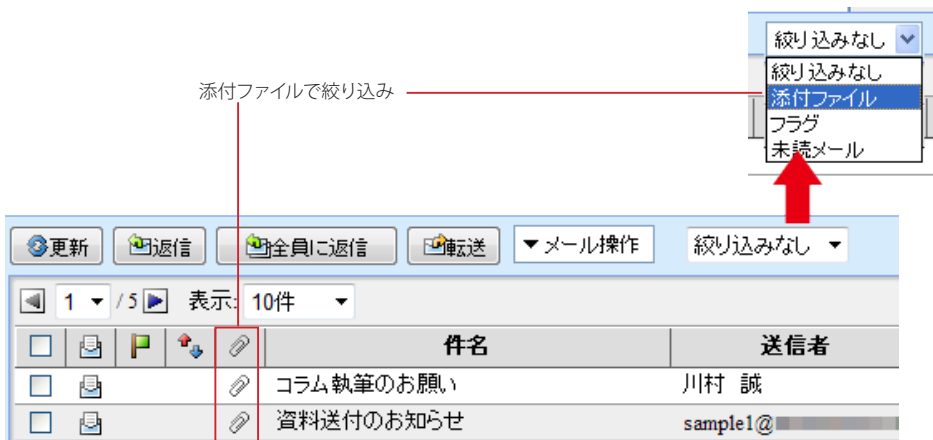 絞り込みなし
絞り込みなし
添付ファイル
フラグ
未読メール
添付ファイルで絞り込み
更新 返信 全員に返信 転送 ▼メール操作 絞り込みなし ▼
1 ▼ / 5 表示: 10件 ▼
件名 送信者
コラム執筆のお願い 川村 誠
資料送付のお知らせ sample1@